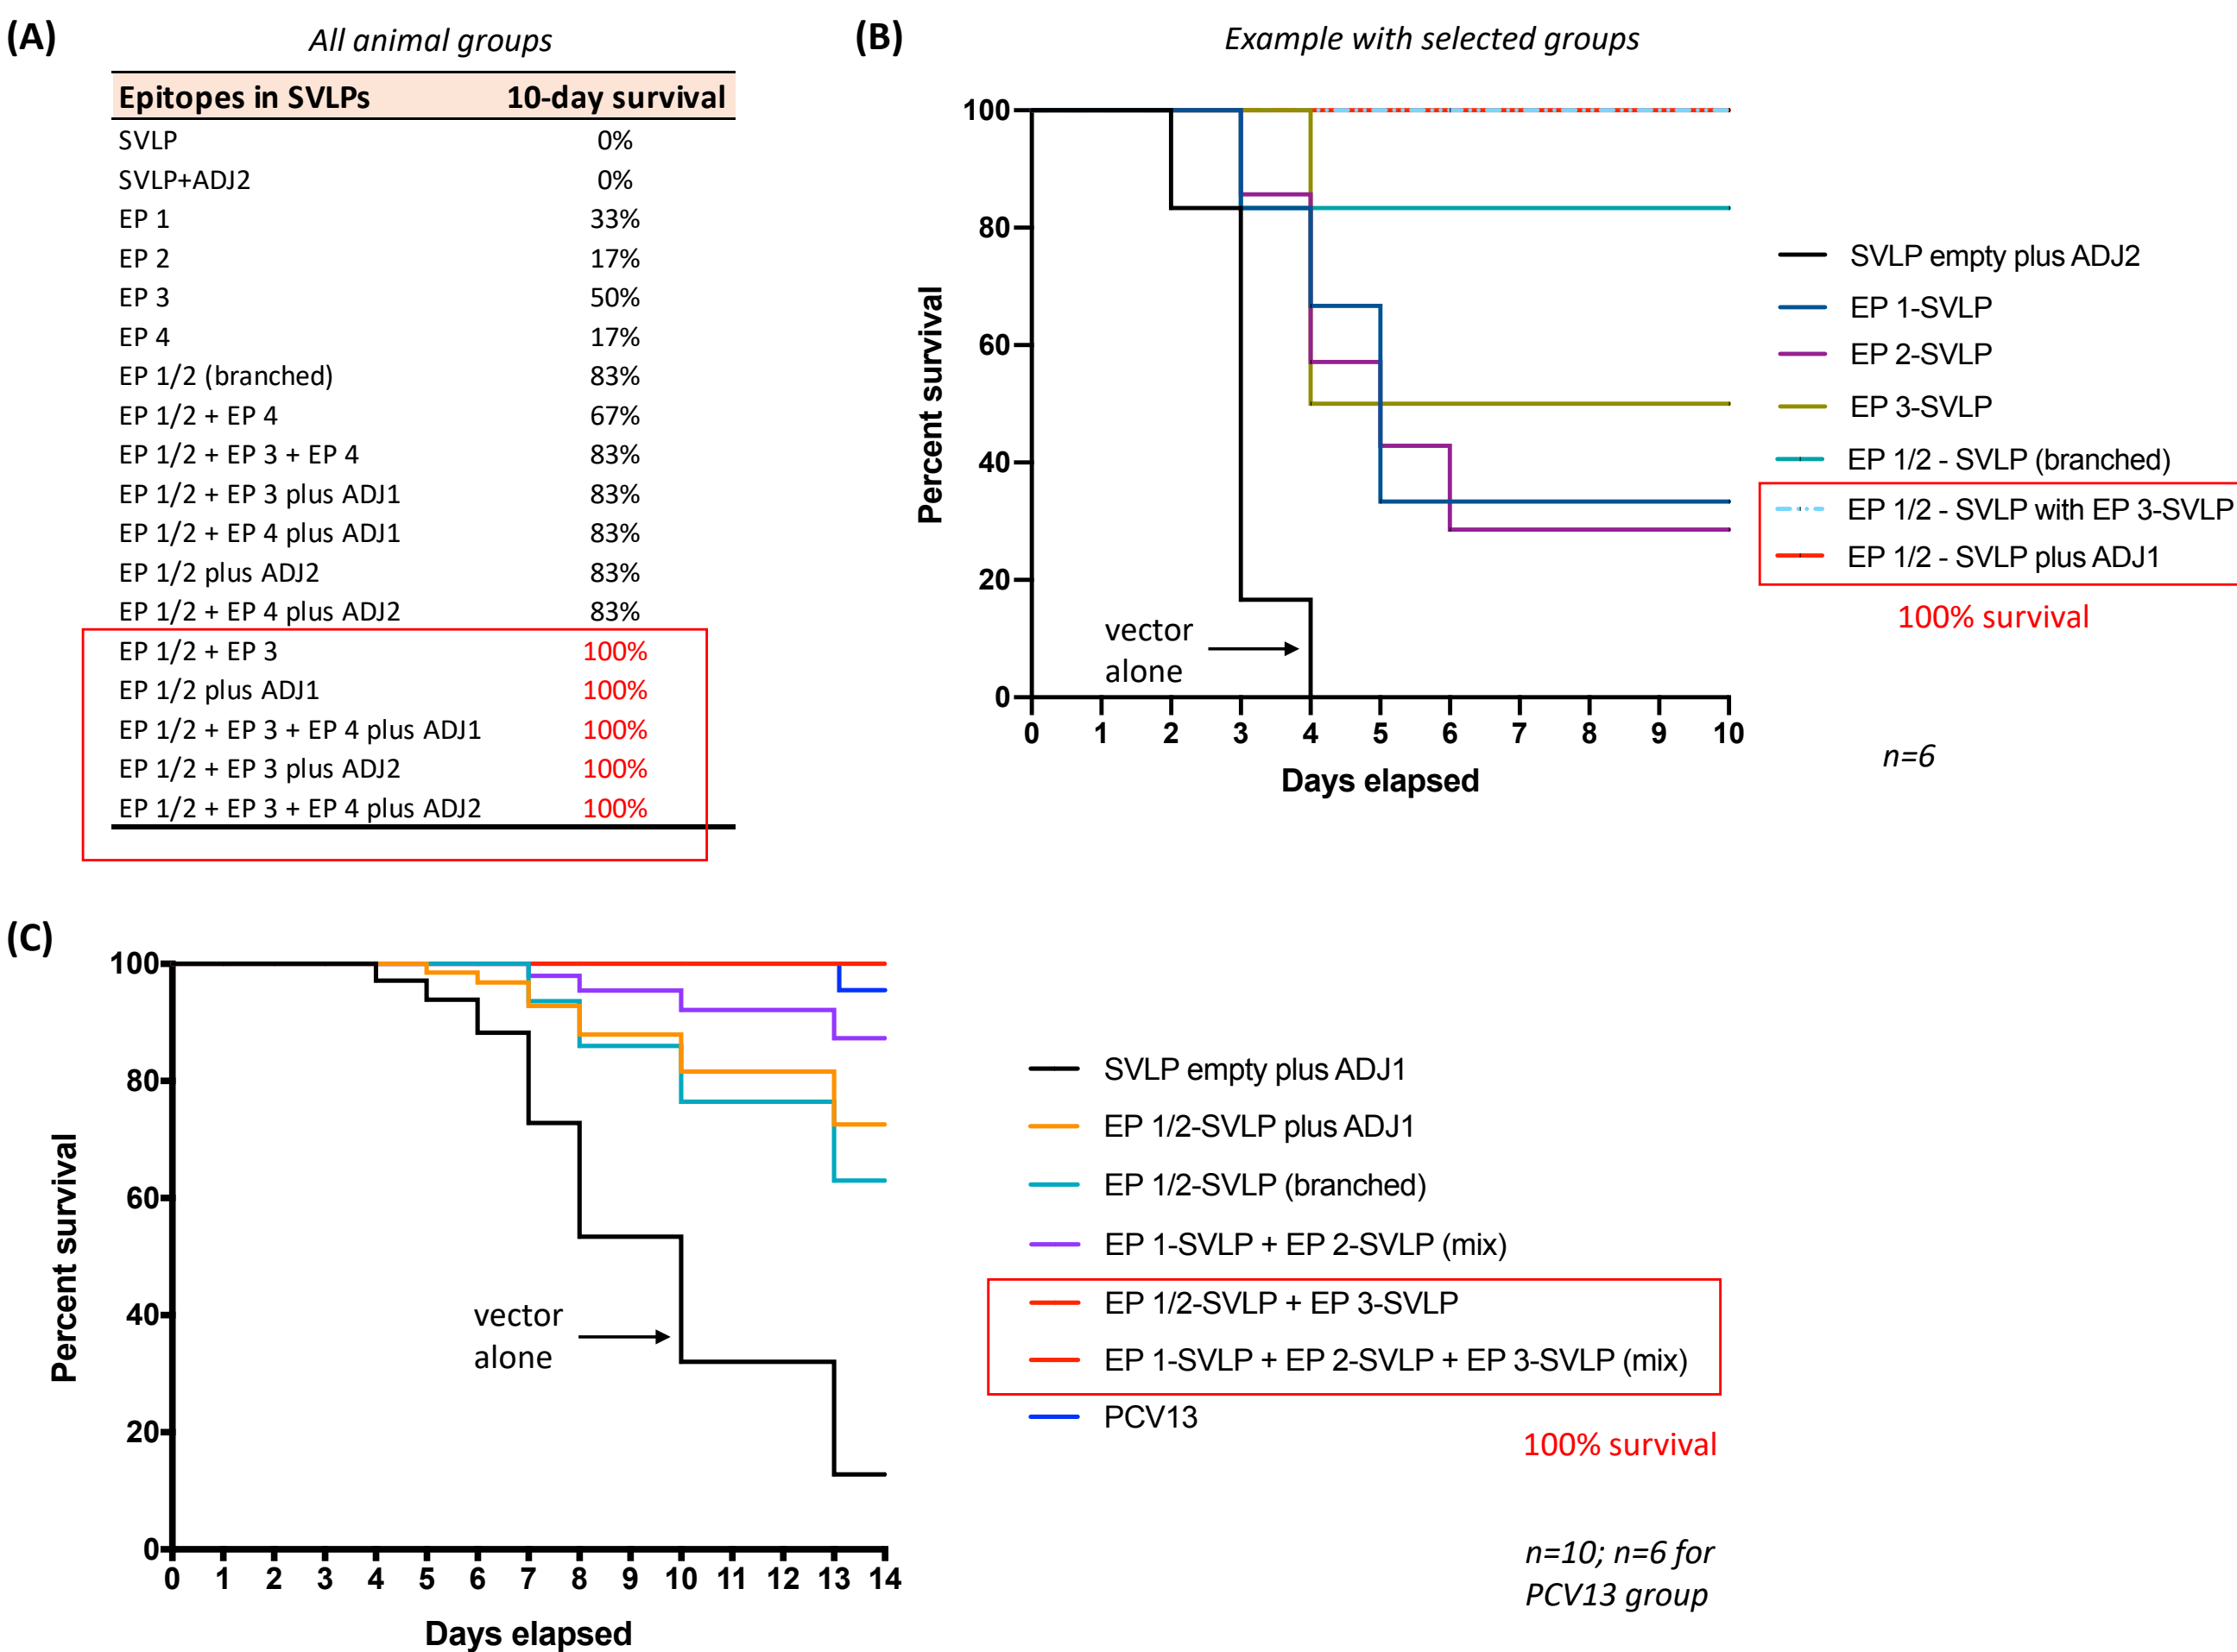 (A)
All animal groups
Epitopes in SVLPs 10-day survival
SVLP 0%
SVLP+ADJ2 0%
EP 1 33%
EP 2 17%
EP 3 50%
EP 4 17%
EP 1/2 (branched) 83%
EP 1/2 + EP 4 67%
EP 1/2 + EP 3 + EP 4 83%
EP 1/2 + EP 3 plus ADJ1 83%
EP 1/2 + EP 4 plus ADJ1 83%
EP 1/2 plus ADJ2 83%
EP 1/2 + EP 4 plus ADJ2 83%
EP 1/2 + EP 3 100%
EP 1/2 plus ADJ1 100%
EP 1/2 + EP 3 + EP 4 plus ADJ1 100%
EP 1/2 + EP 3 plus ADJ2 100%
EP 1/2 + EP 3 + EP 4 plus ADJ2 100%
(B)
Example with selected groups
Percent survival
100
80
60
40
20
0
vector
alone
0 1 2 3 4 5 6 7 8 9 10
Days elapsed
SVLP empty plus ADJ2
EP 1-SVLP
EP 2-SVLP
EP 3-SVLP
EP 1/2 - SVLP (branched)
EP 1/2 - SVLP with EP 3-SVLP
EP 1/2 - SVLP plus ADJ1
100% survival
n=6
(C)
Percent survival
100
80
60
40
20
0
vector
alone
0 1 2 3 4 5 6 7 8 9 10 11 12 13 14
Days elapsed
SVLP empty plus ADJ1
EP 1/2-SVLP plus ADJ1
EP 1/2-SVLP (branched)
EP 1-SVLP + EP 2-SVLP (mix)
EP 1/2-SVLP + EP 3-SVLP
EP 1-SVLP + EP 2-SVLP + EP 3-SVLP (mix)
PCV13
100% survival
n=10; n=6 for
PCV13 group